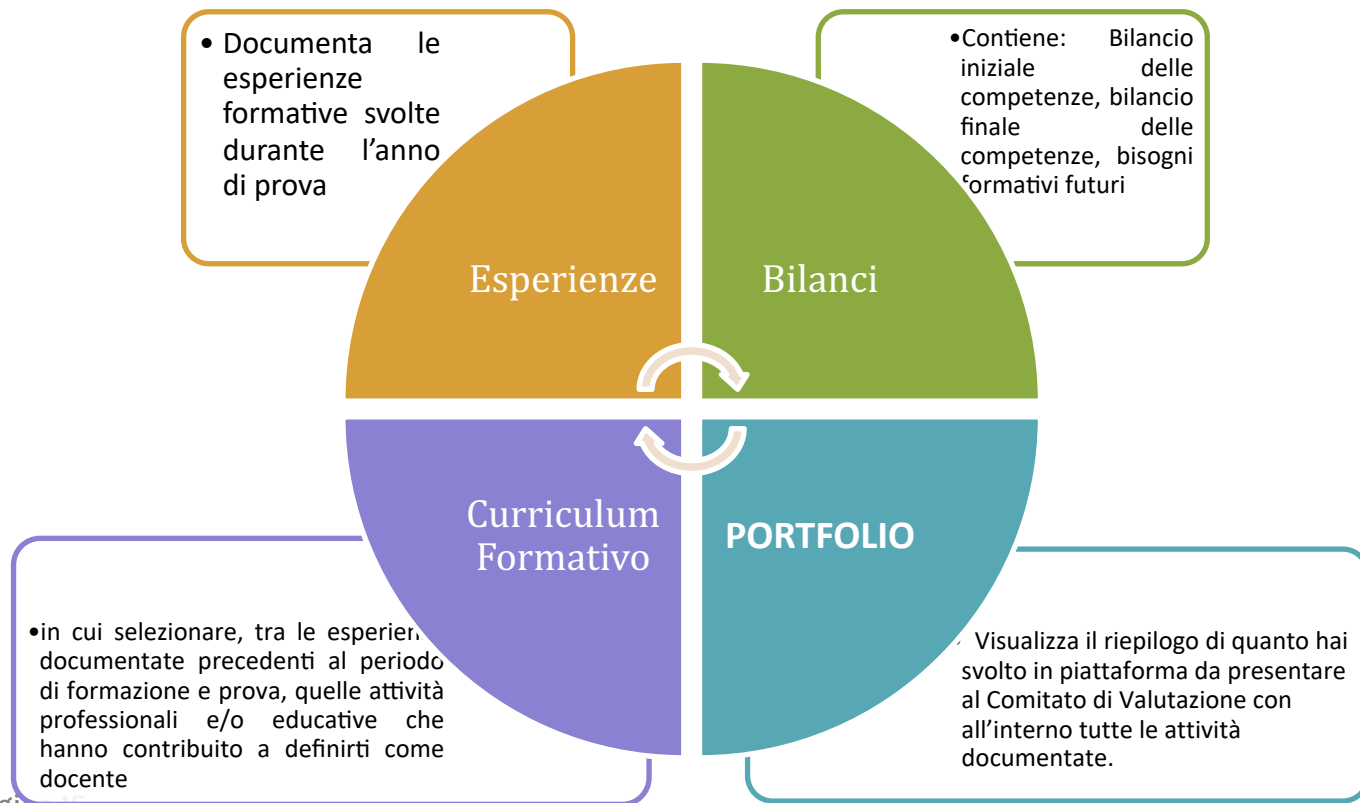 • Documenta le
esperienze
formative svolte
durante l'anno
di prova
•Contiene: Bilancio
iniziale delle
competenze, bilancio
finale delle
competenze, bisogni
formativi futuri
Esperienze
Bilanci
Curriculum
Formativo
PORTFOLIO
•in cui selezionare, tra le
documentate precedenti al periodo
di formazione e prova, quelle attività
professionali e/o educative che
hanno contribuito a definirti come
docente
Visualizza il riepilogo di quanto hai
svolto in piattaforma da presentare
al Comitato di Valutazione con
all'interno tutte le attività
documentate.